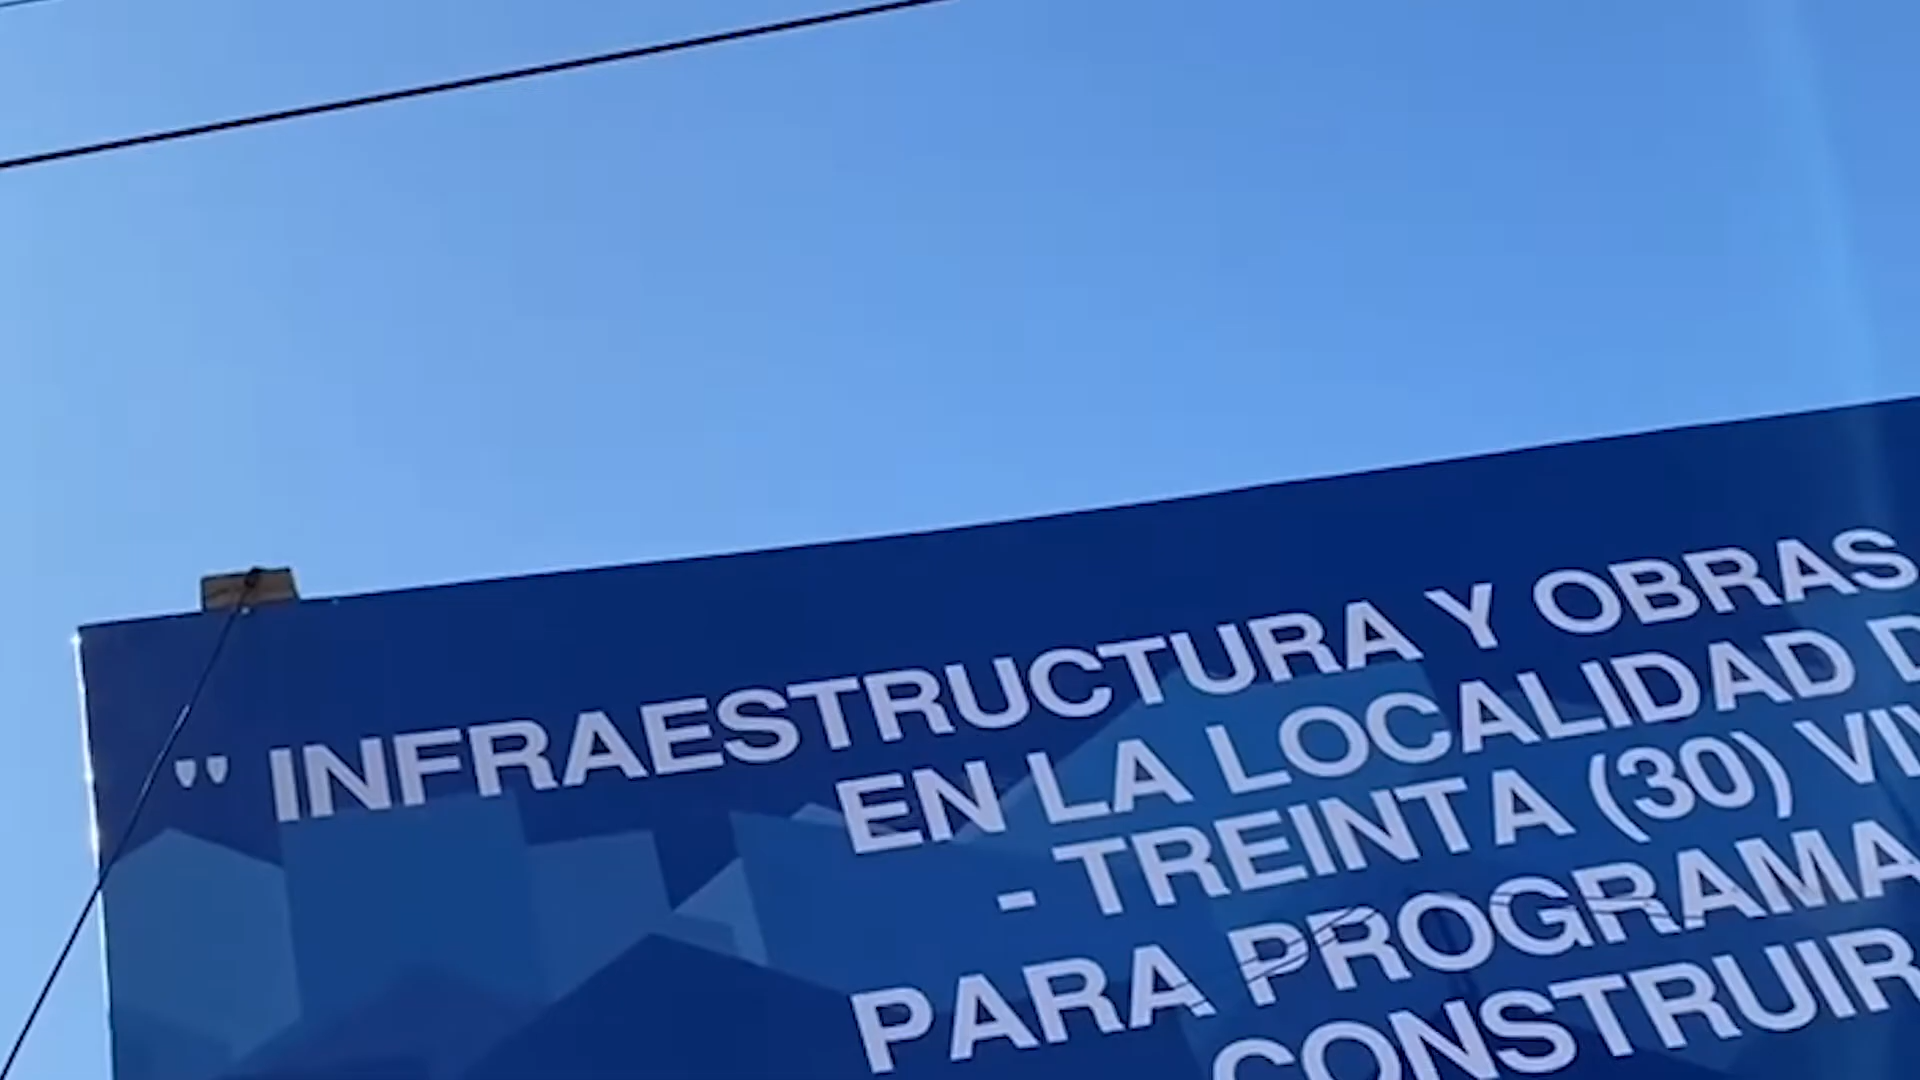 " INFRAESTRUCTURA Y OBRAS
EN LA LOCALIDAD
- TREINTA (30)
PARA PROGRAMA
CONSTRUIR